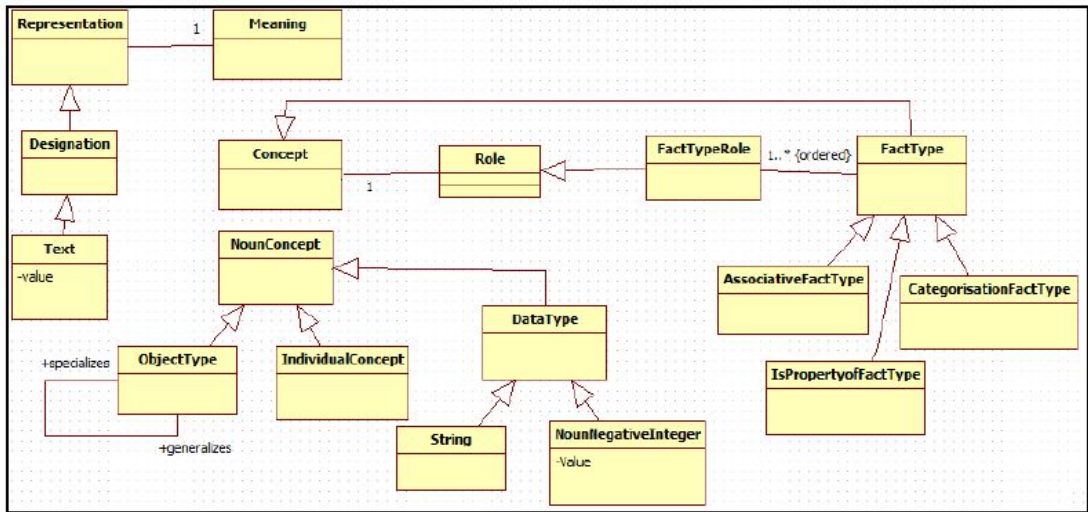 Representation
1
Meaning
Designation
Concept
1
Role
FactTypeRole
1..* {ordered}
FactType
Text
-value
NounConcept
AssociativeFactType
CategorisationFactType
DataType
+specializes
ObjectType
IndividualConcept
IsPropertyofFactType
+generalizes
String
NounNegativeInteger
-Value